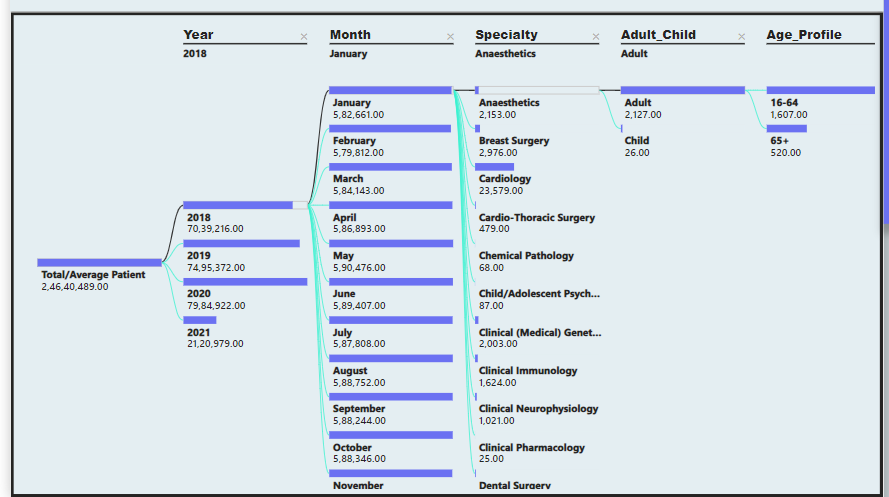 Year
2018
Month
January
Specialty
Anaesthetics
Adult_Child
Adult
Age_Profile
Total/Average Patient
2,46,40,489.00
2018
70,39,216.00
2019
74,95,372.00
2020
79,84,922.00
2021
21,20,979.00
January
5,82,661.00
February
5,79,812.00
March
5,84,143.00
April
5,86,893.00
May
5,90,476.00
June
5,89,407.00
July
5,87,808.00
August
5,88,752.00
September
5,88,244.00
October
5,88,346.00
November
Anaesthetics
2,153.00
Breast Surgery
2,976.00
Cardiology
23,579.00
Cardio-Thoracic Surgery
479.00
Chemical Pathology
68.00
Child/Adolescent Psych...
87.00
Clinical (Medical) Genet...
2,003.00
Clinical Immunology
1,624.00
Clinical Neurophysiology
1,021.00
Clinical Pharmacology
25.00
Dental Surgery
Adult
2,127.00
Child
26.00
16-64
1,607.00
65+
520.00